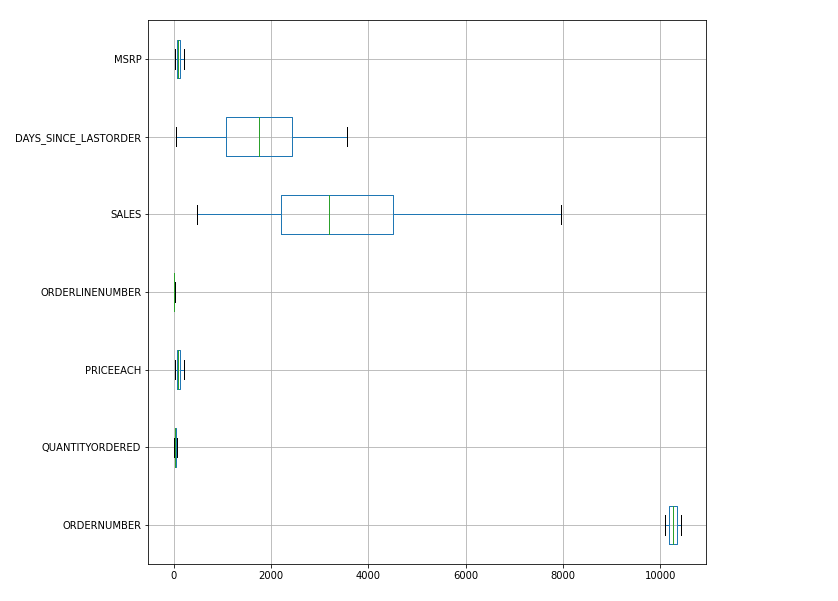 MSRP
DAYS_SINCE_LASTORDER
SALES
ORDERLINENUMBER
PRICEEACH
QUANTITYORDERED
ORDERNUMBER
0 2000 4000 6000 8000 10000